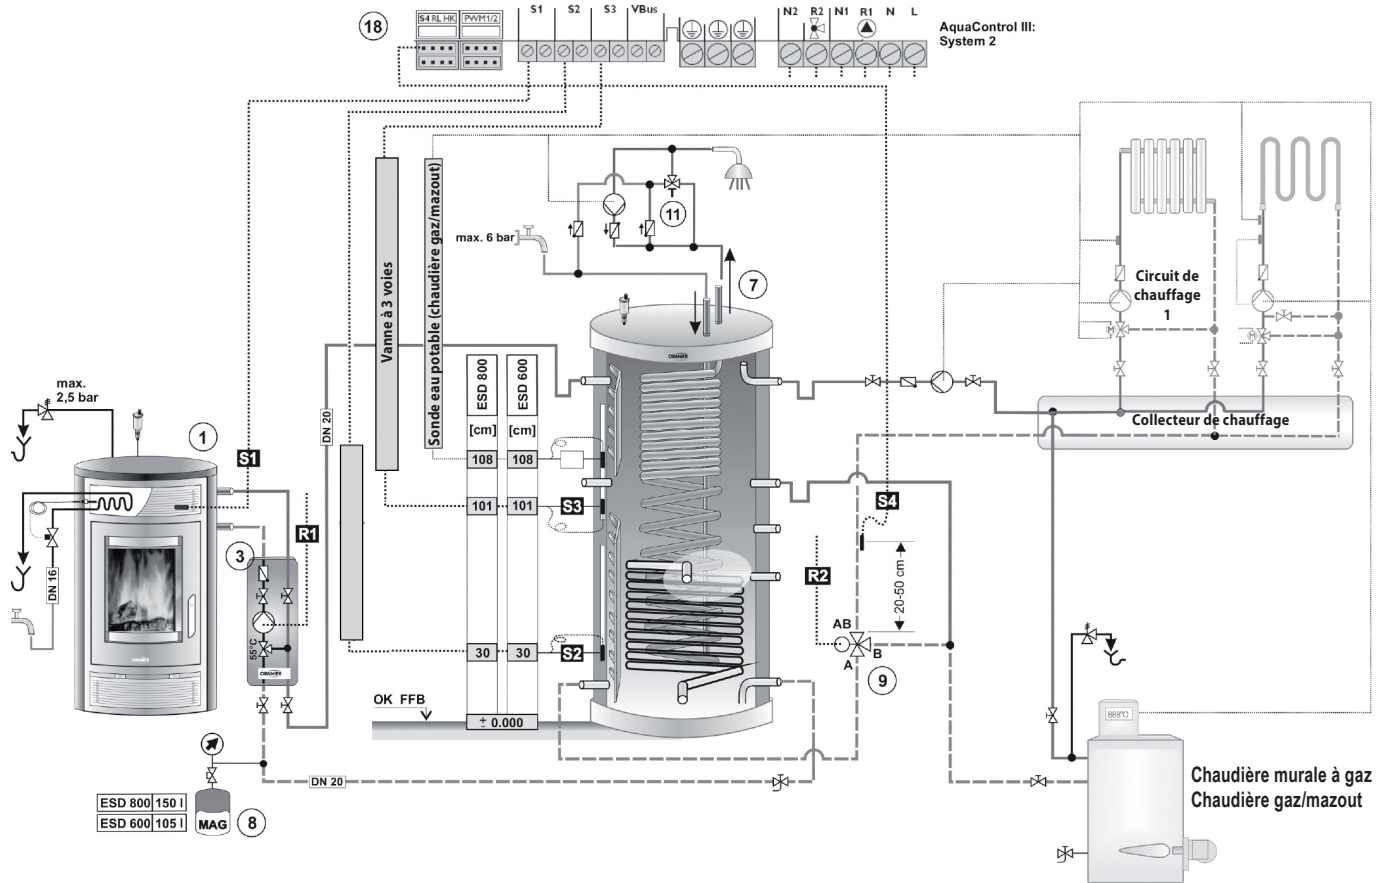 18
S4 RL HK
PWM1/2
S1
S2
S3
VBus
N2
R2
N1
R1
N
L
AquaControl III:
System 2
max. 6 bar
11
7
Vanne à 3 voies
Sonde eau potable (chaudière gaz/mazout)
Circuit de
chauffage
1
M
M
max.
2,5 bar
1
S1
DN 20
ESD 800
ESD 600
[cm]
[cm]
Collecteur de chauffage
108
108
101
101
S3
S4
R1
3
DN 16
R2
20-50 cm
55°C
ORANIER
ORANIER
ORANIER
30
30
S2
AB
B
A
9
OK FFB
± 0.000
888°C
DN 20
ESD 800 150 l
ESD 600 105 l
MAG
8
Chaudière murale à gaz
Chaudière gaz/mazout